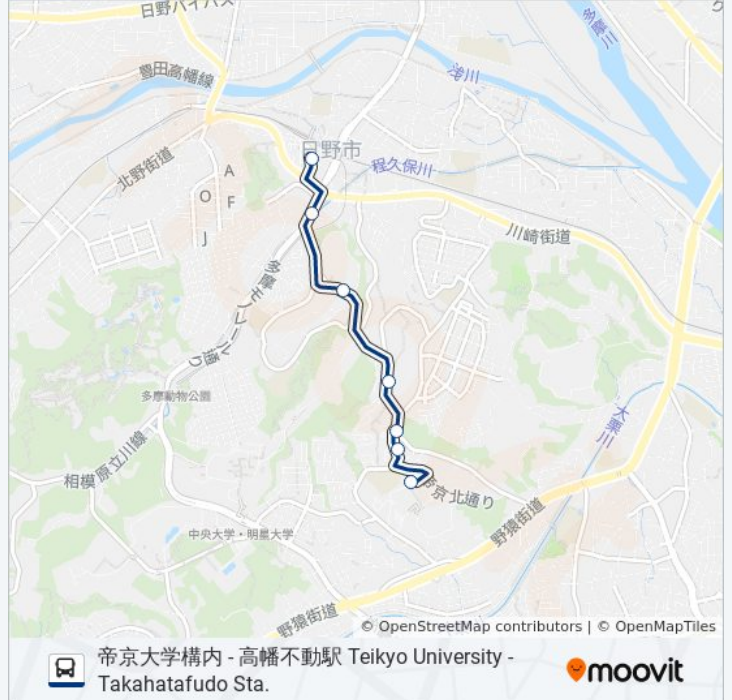 日野バイパス
多摩川
豊田高幡線
浅川
日野市
北野街道
程久保川
A
O F
J
川崎街道
多摩モノレール通り
多摩動物公園
大栗川
相模原立川線
帝京北通り
中央大学・明星大学
野猿街道
野猿街道
© OpenStreetMap contributors | © OpenMapTiles
帝京大学構内 - 高幡不動駅 Teikyo University -
Takahatafudo Sta.
moovit